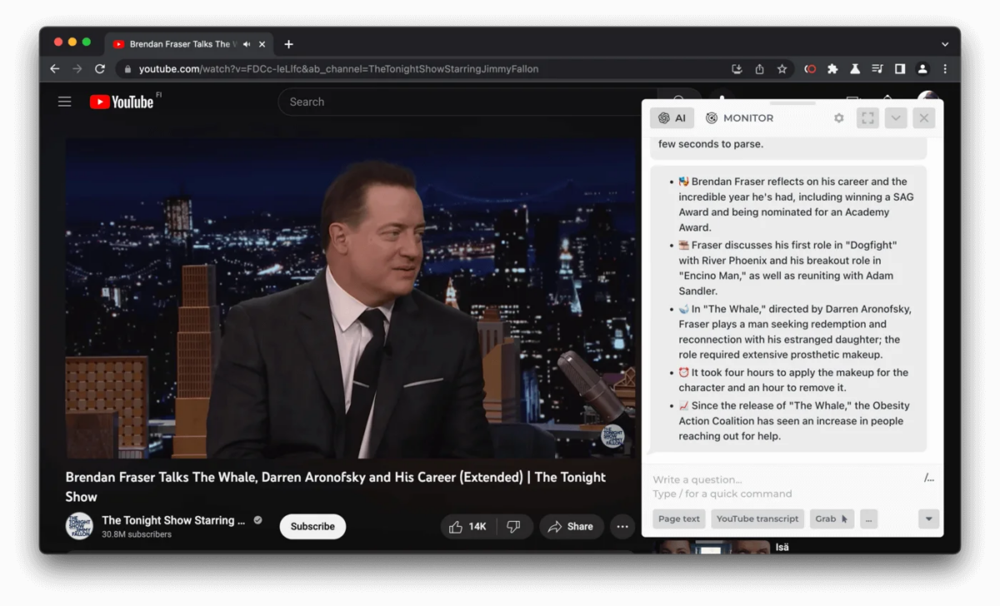 Brendan Fraser Talks The W
youtube.com/watch?v=FDCc-IeLIfc&ab_channel=TheTonightShowStarringJimmyFallon
YouTube FI
Search
AI
MONITOR
few seconds to parse.
• 🎭 Brendan Fraser reflects on his career and the
incredible year he's had, including winning a SAG
Award and being nominated for an Academy
Award.
• Fraser discusses his first role in "Dogfight"
with River Phoenix and his breakout role in
"Encino Man," as well as reuniting with Adam
Sandler.
• 🐋 In "The Whale," directed by Darren Aronofsky,
Fraser plays a man seeking redemption and
reconnection with his estranged daughter; the
role required extensive prosthetic makeup.
• ⏰ It took four hours to apply the makeup for the
character and an hour to remove it.
• 📈 Since the release of "The Whale," the Obesity
Action Coalition has seen an increase in people
reaching out for help.
Write a question...
Type / for a quick command
/...
Page text
YouTube transcript
Grab
...
THE TONIGHT SHOW JIMMY FALLON
Brendan Fraser Talks The Whale, Darren Aronofsky and His Career (Extended) | The Tonight
Show
THE TONIGHT SHOW JIMMY FALLON
The Tonight Show Starring ...
30.8M subscribers
Subscribe
14K
Share
Isä